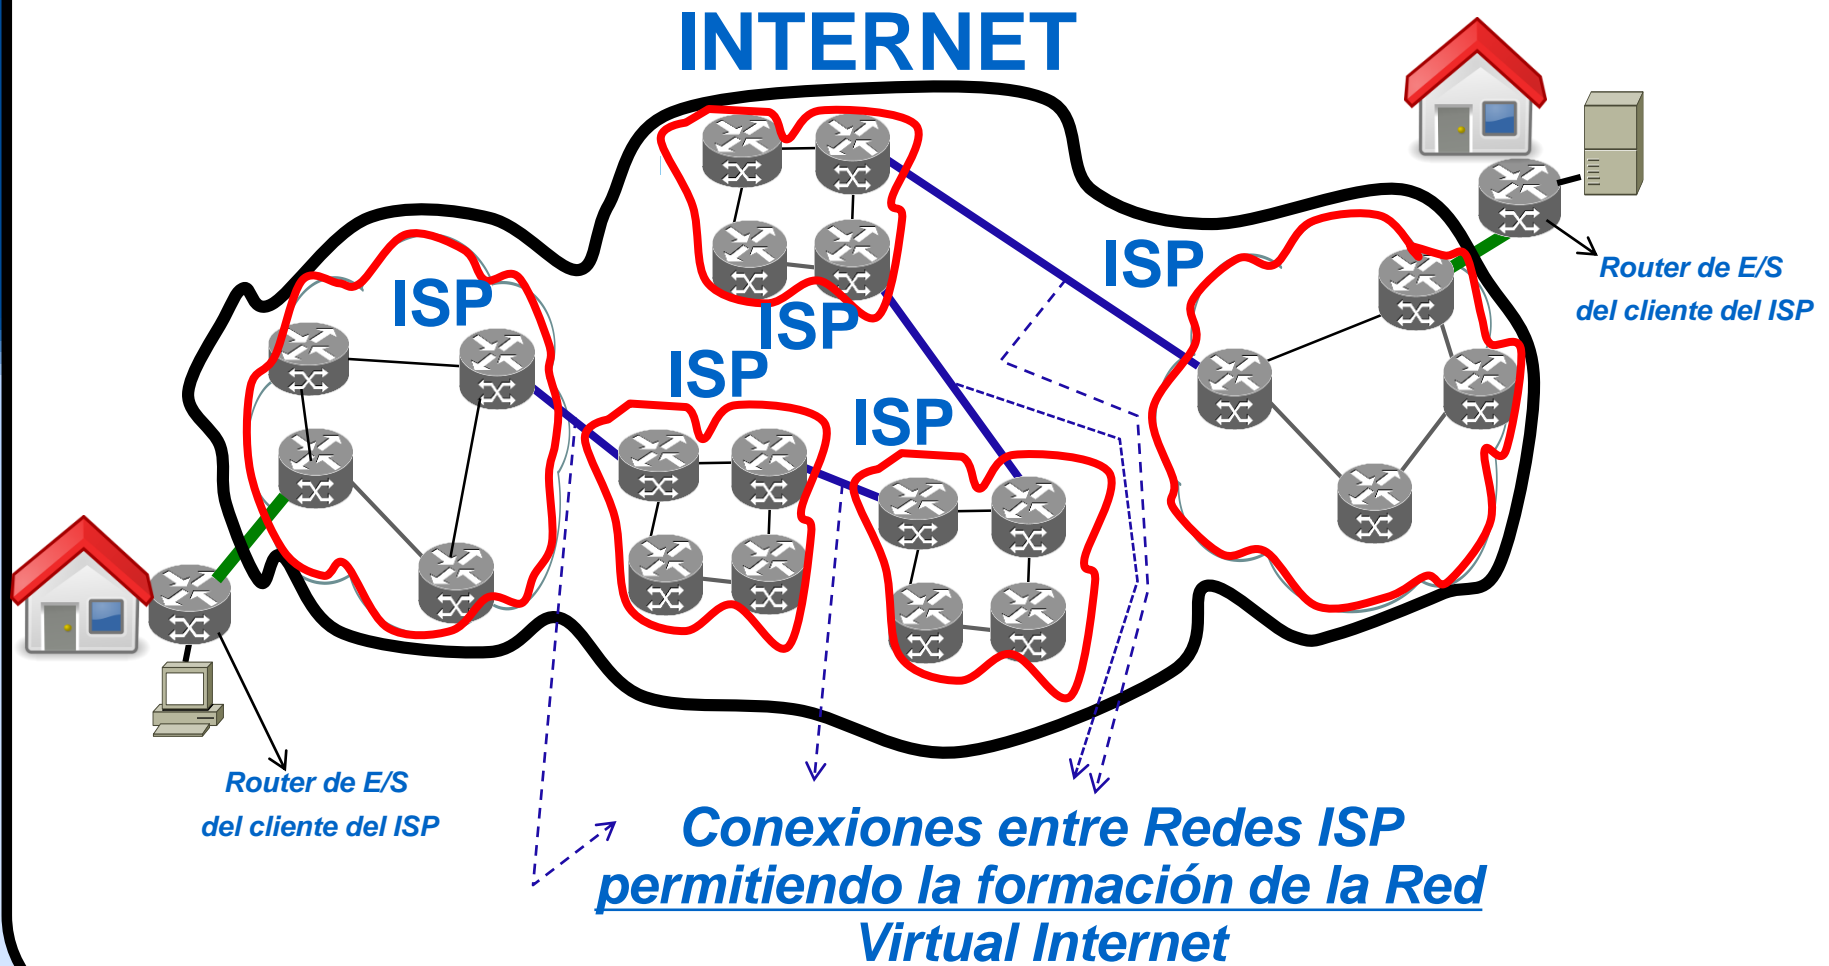 INTERNET
ISP
ISP
ISP
ISP
ISP
Router de E/S
del cliente del ISP
Router de E/S
del cliente del ISP
Conexiones entre Redes ISP
permitiendo la formación de la Red
Virtual Internet